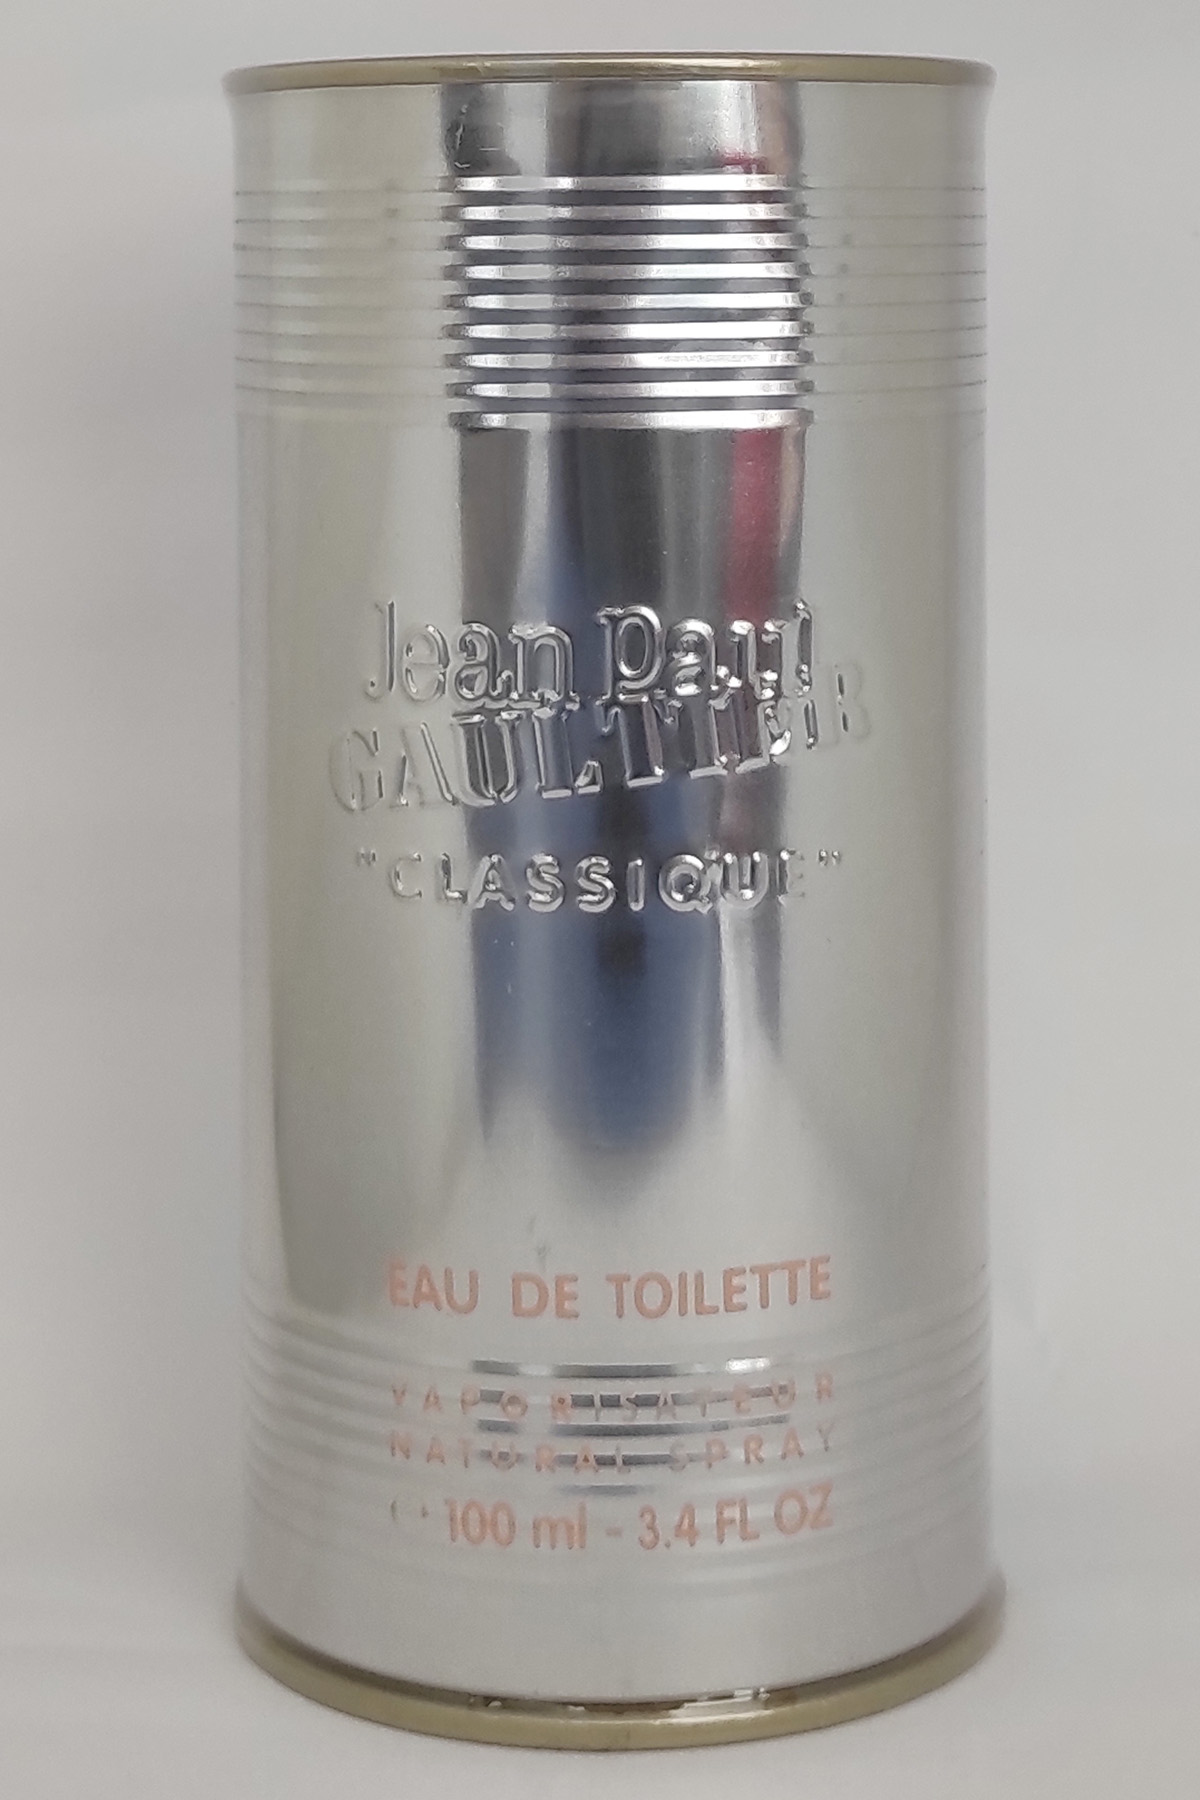 Jean Paul
GAULTIER
"CLASSIQUE"
EAU DE TOILETTE
VAPORISATEUR
NATURAL SPRAY
100 ml - 3.4 FL OZ